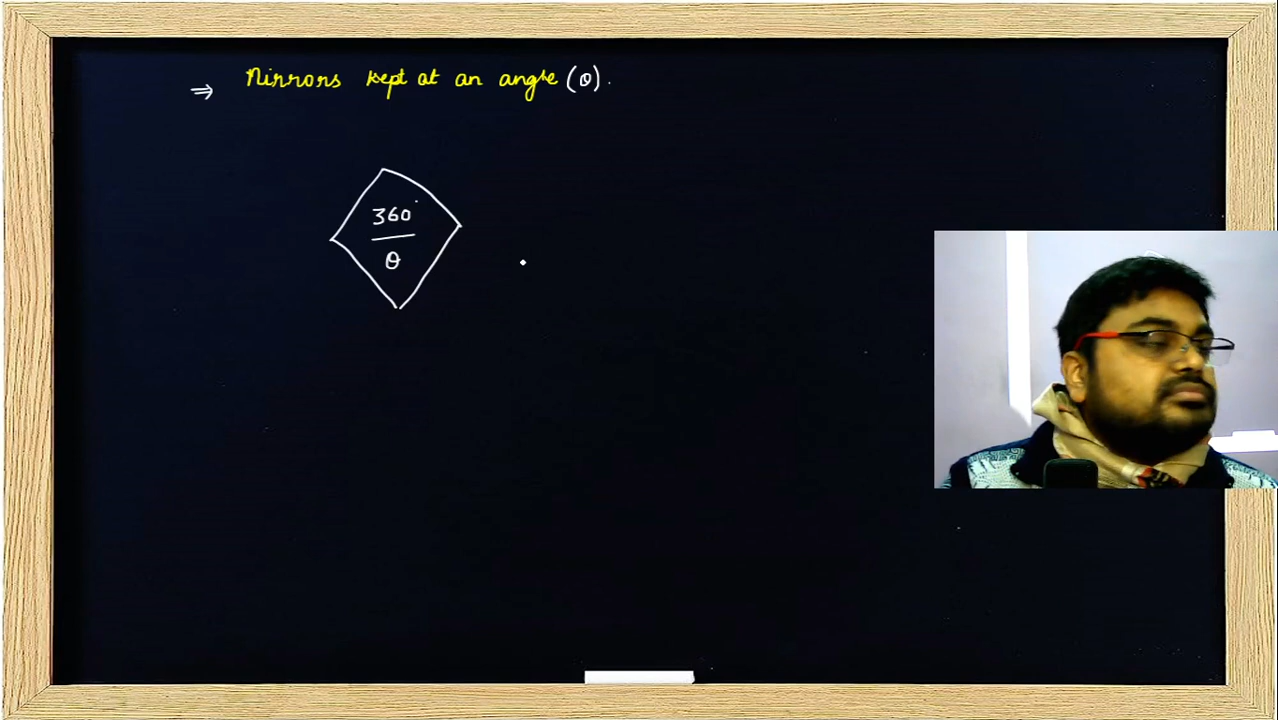 ⇒ Mirrors kept at an angle (θ).
360°
θ